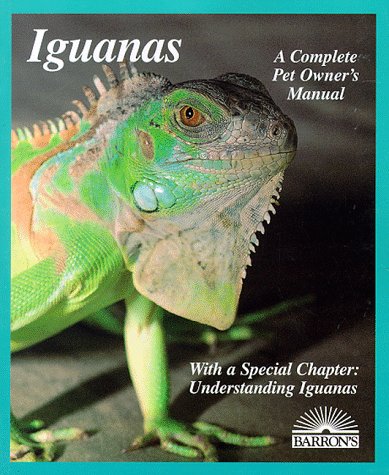 Iguanas
A Complete
Pet Owner's
Manual
With a Special Chapter:
Understanding Iguanas
BARRON'S